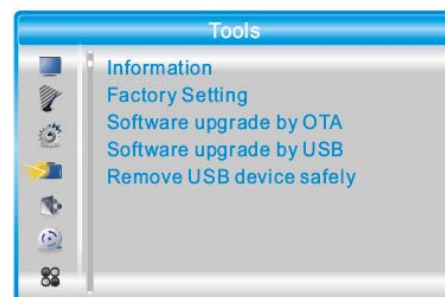 Tools
Information
Factory Setting
Software upgrade by OTA
Software upgrade by USB
Remove USB device safely